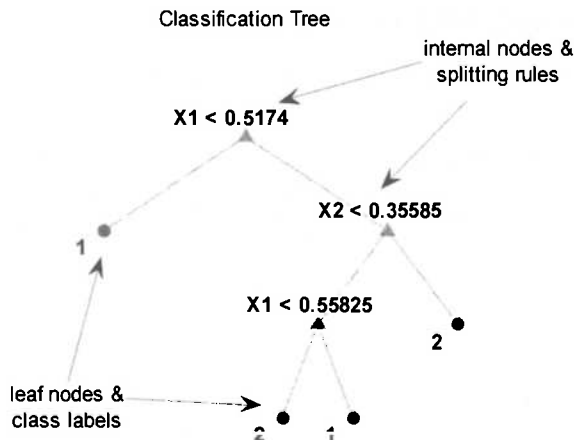 Classification Tree
internal nodes &
splitting rules
X1 < 0.5174
X2 < 0.35585
1
X1 < 0.55825
2
leaf nodes &
class labels
2
1